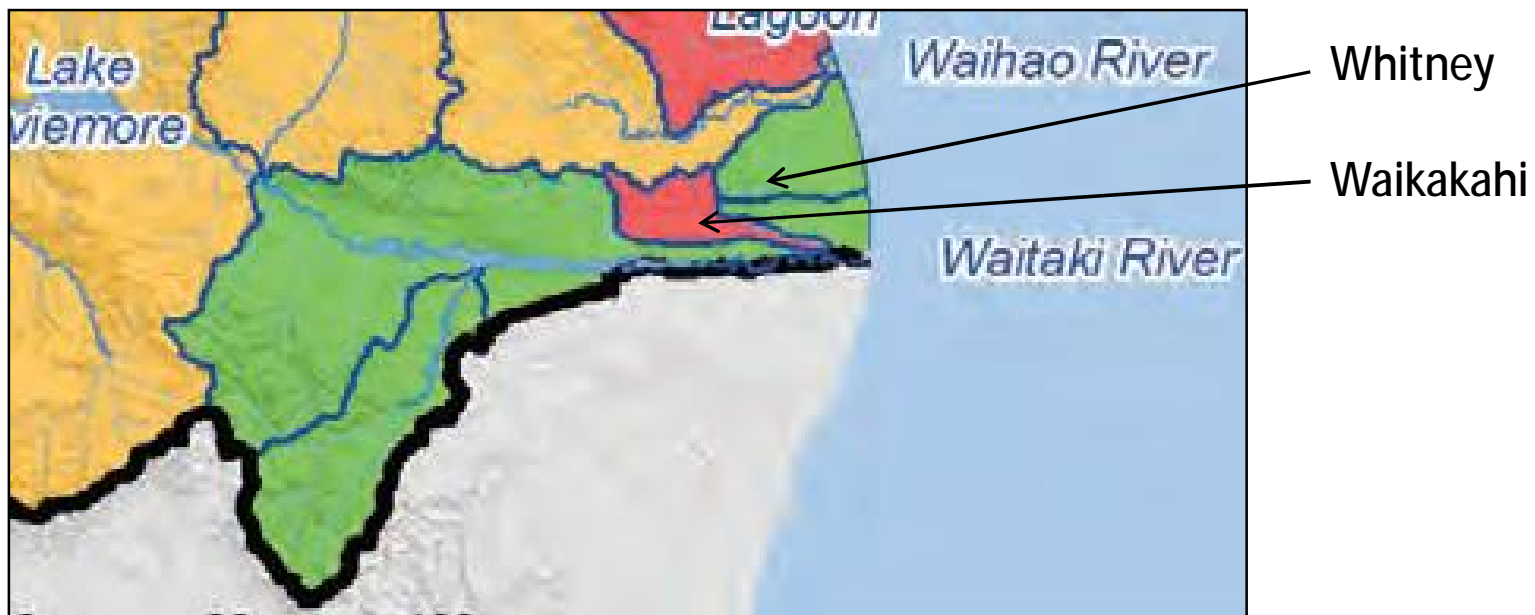 Lagoon
Lake
viemore
Waihao River
Whitney
Waikakahi
Waitaki River